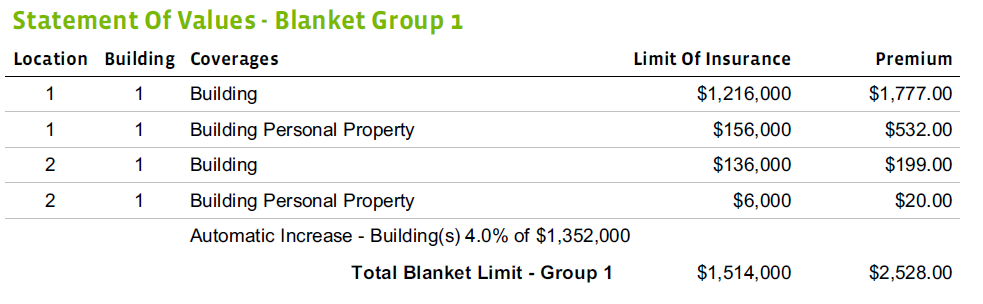 Statement Of Values - Blanket Group 1
Location Building Coverages Limit Of Insurance Premium
1 1 Building $1,216,000 $1,777.00
1 1 Building Personal Property $156,000 $532.00
2 1 Building $136,000 $199.00
2 1 Building Personal Property $6,000 $20.00
Automatic Increase - Building(s) 4.0% of $1,352,000
Total Blanket Limit - Group 1 $1,514,000 $2,528.00